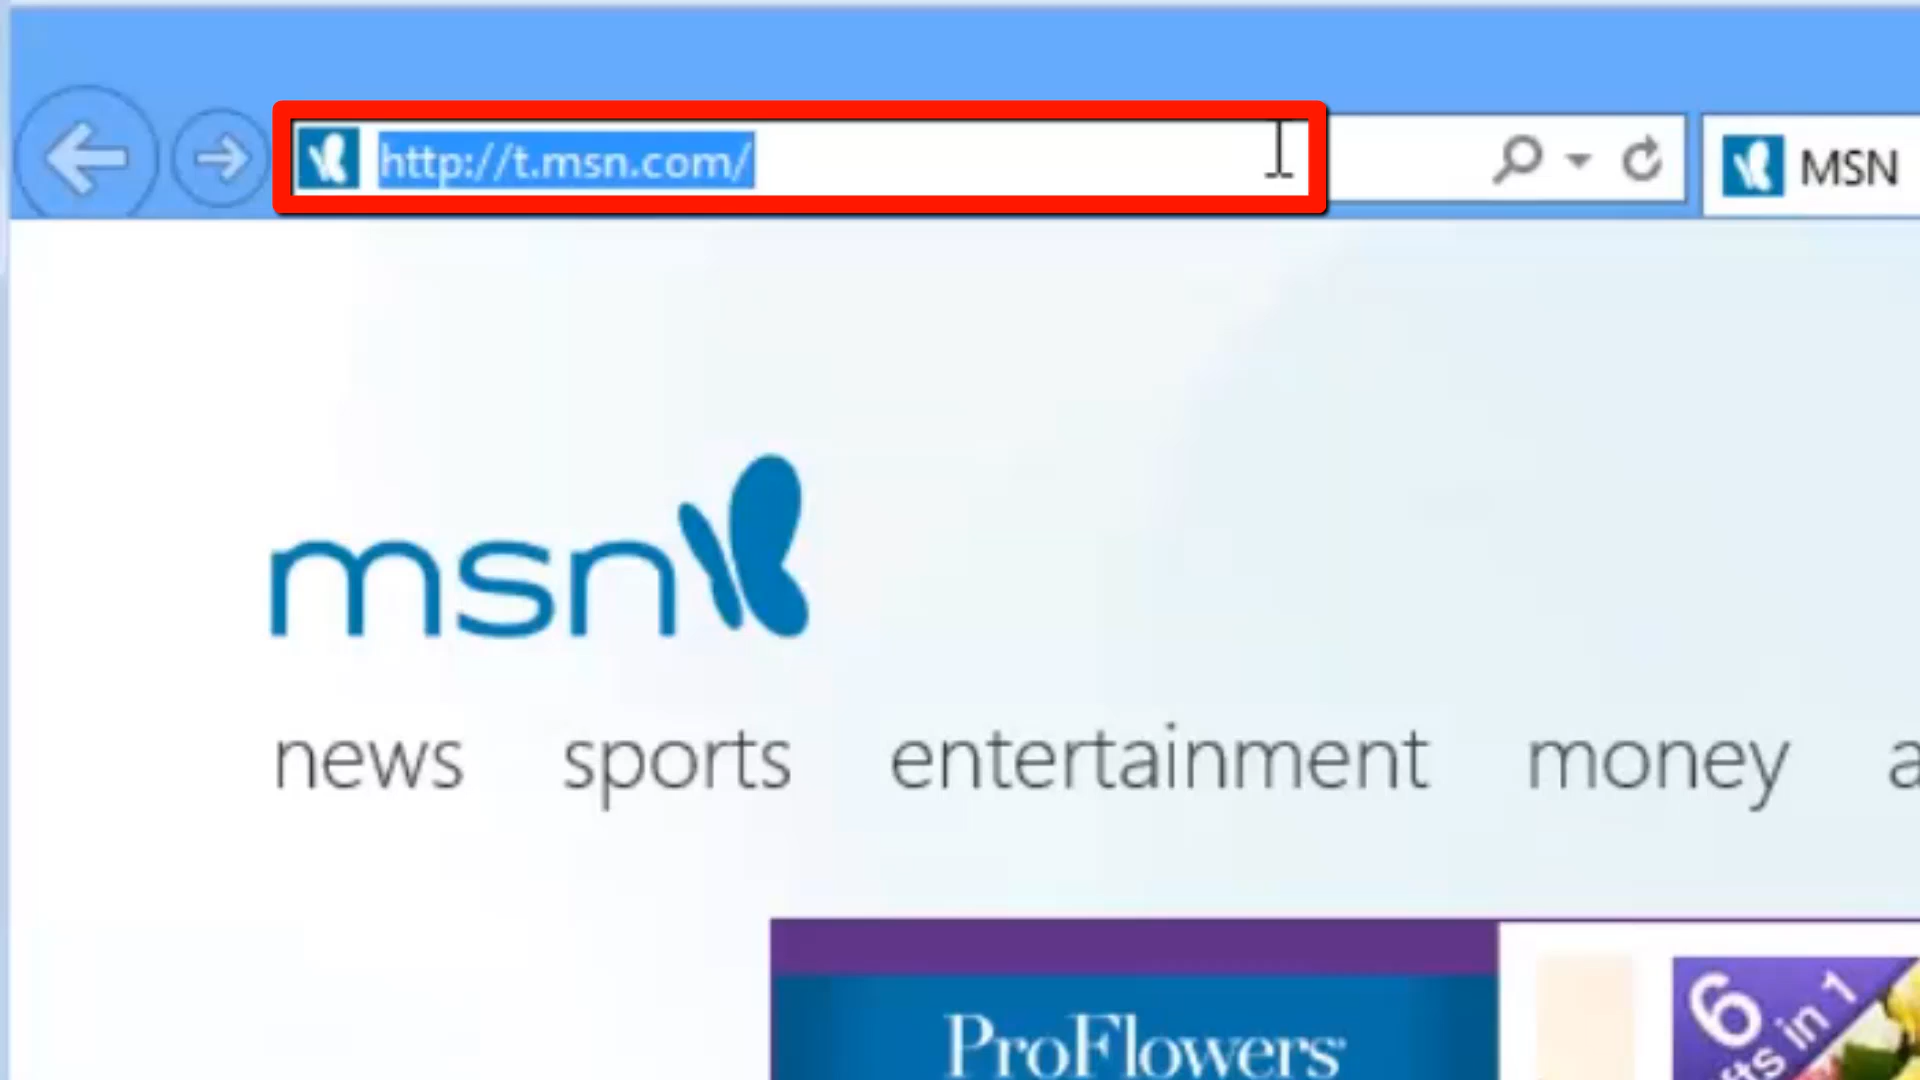 http://t.msn.com/
MSN
msn
news sports entertainment money
ProFlowers
6
in 1